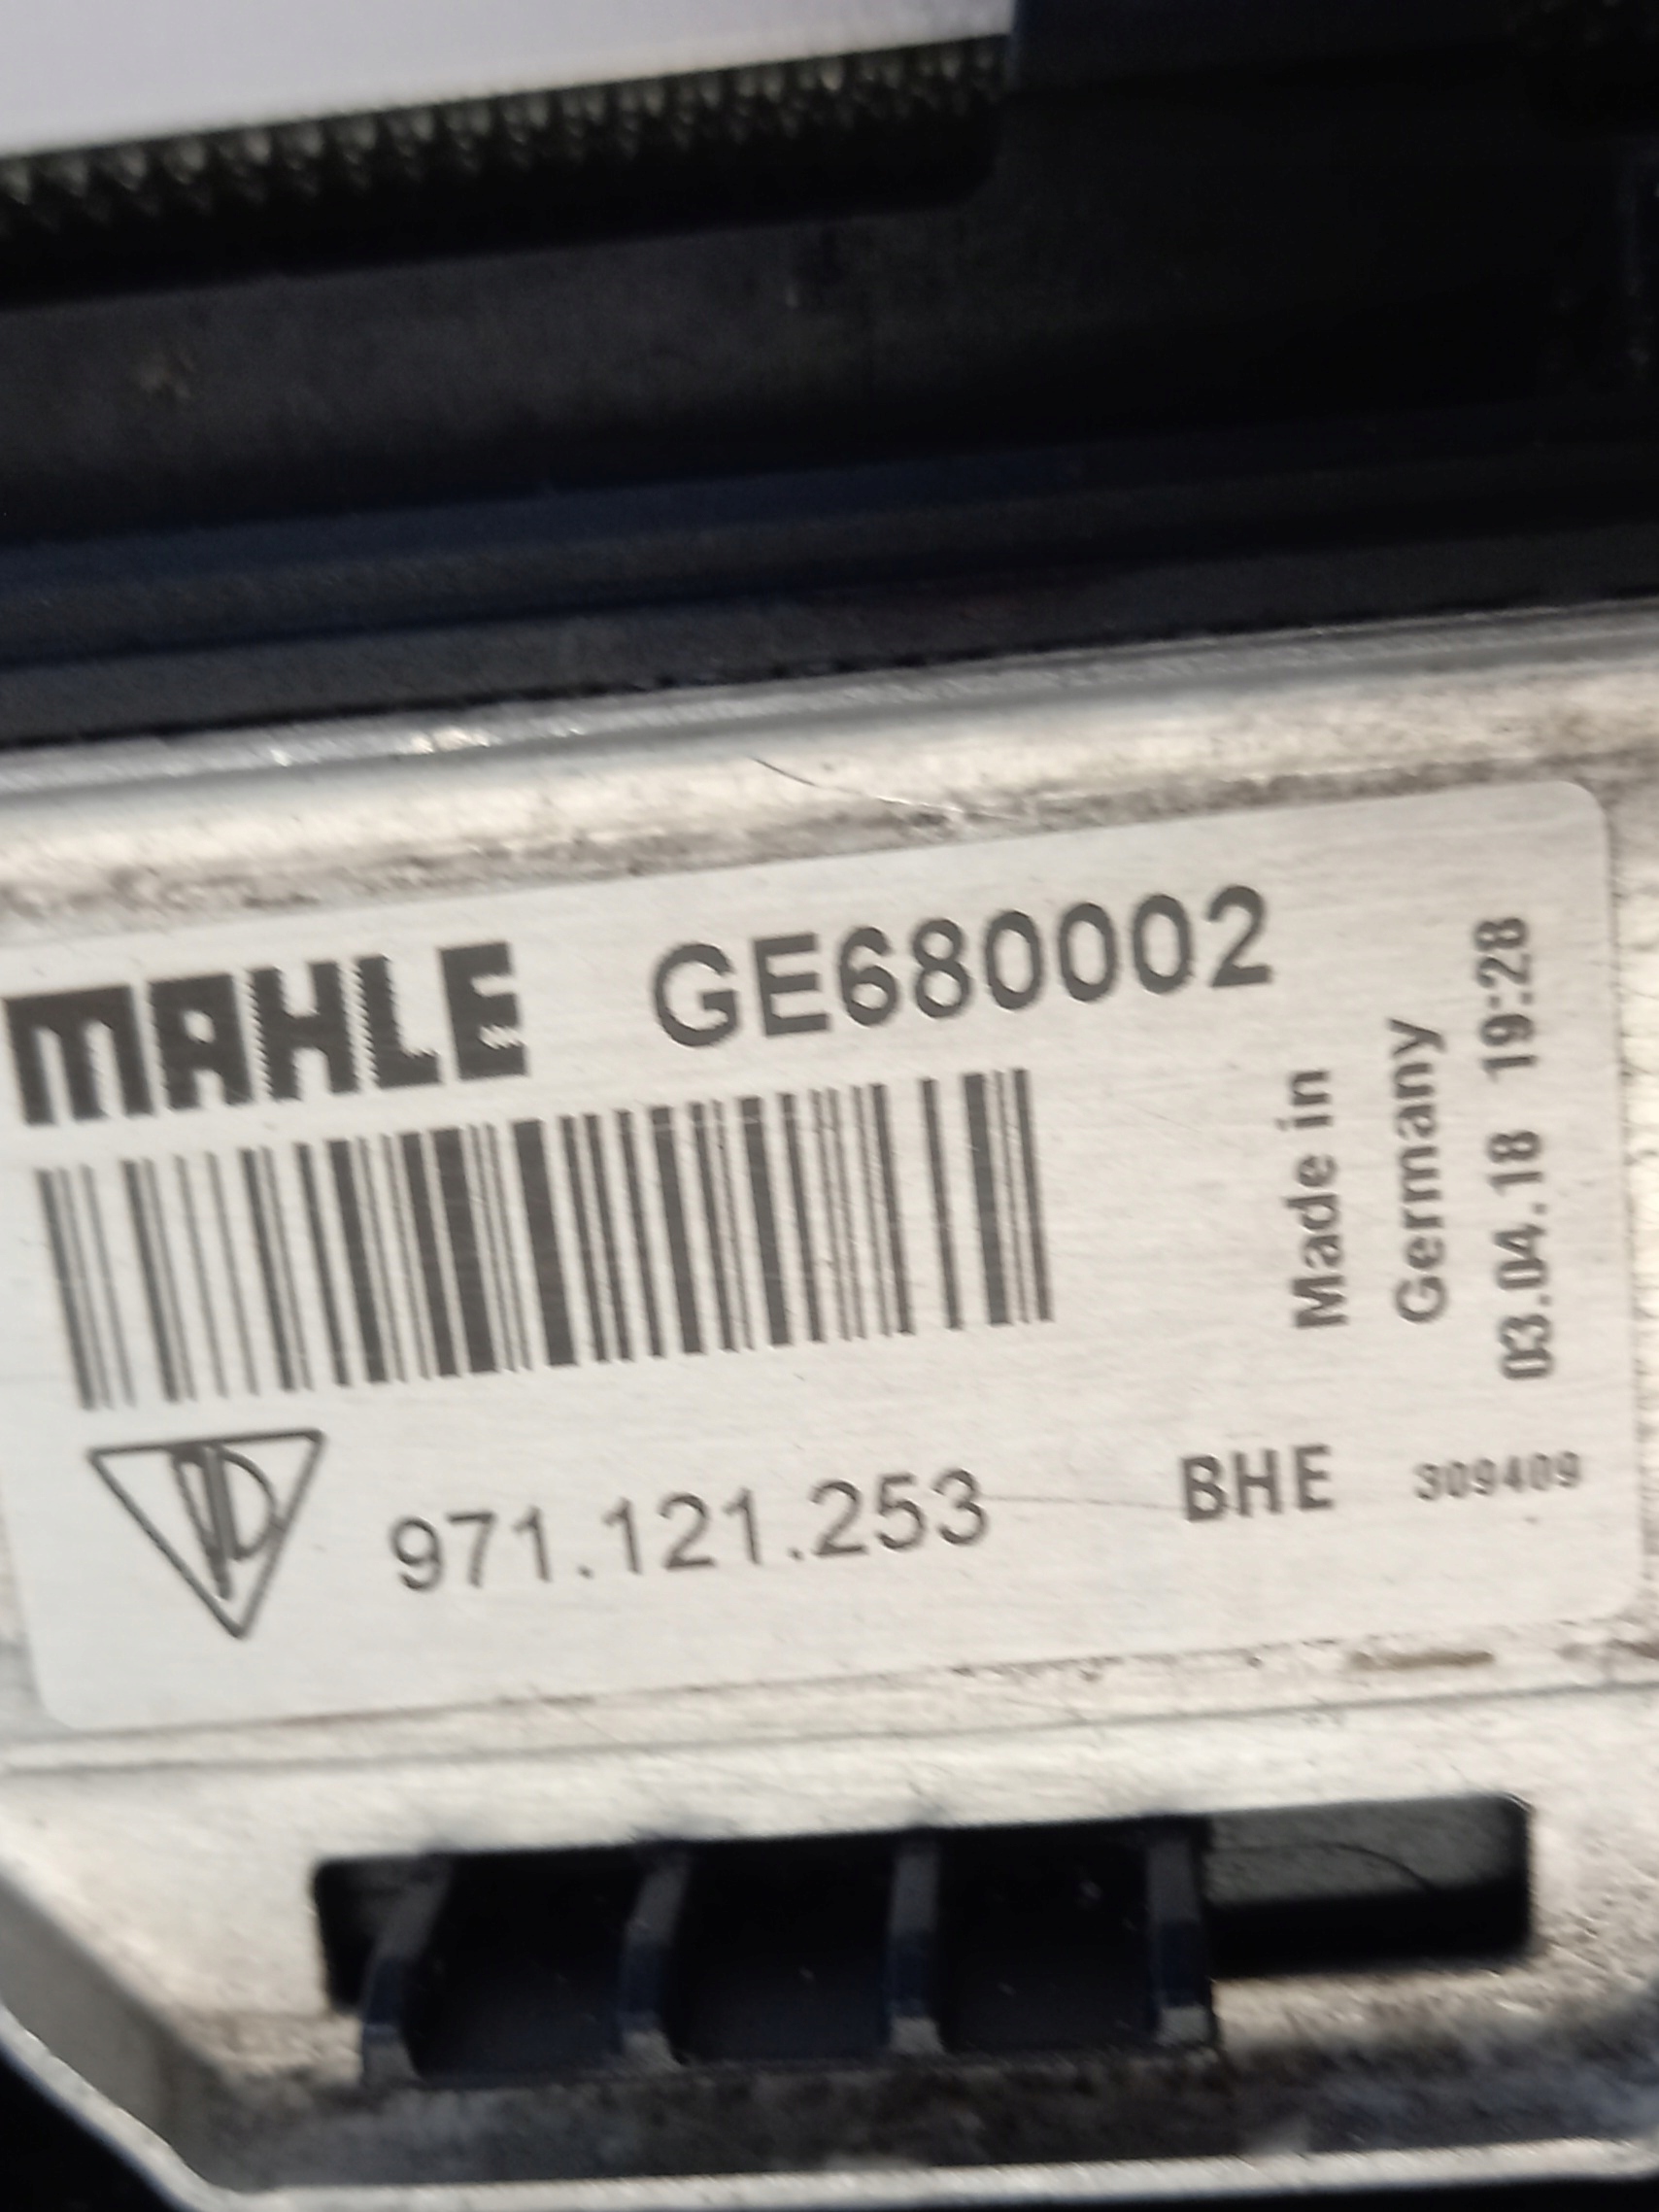 MAHLE GE680002
Made in
Germany
03.04.18 19:28
971.121.253 BHE 309409